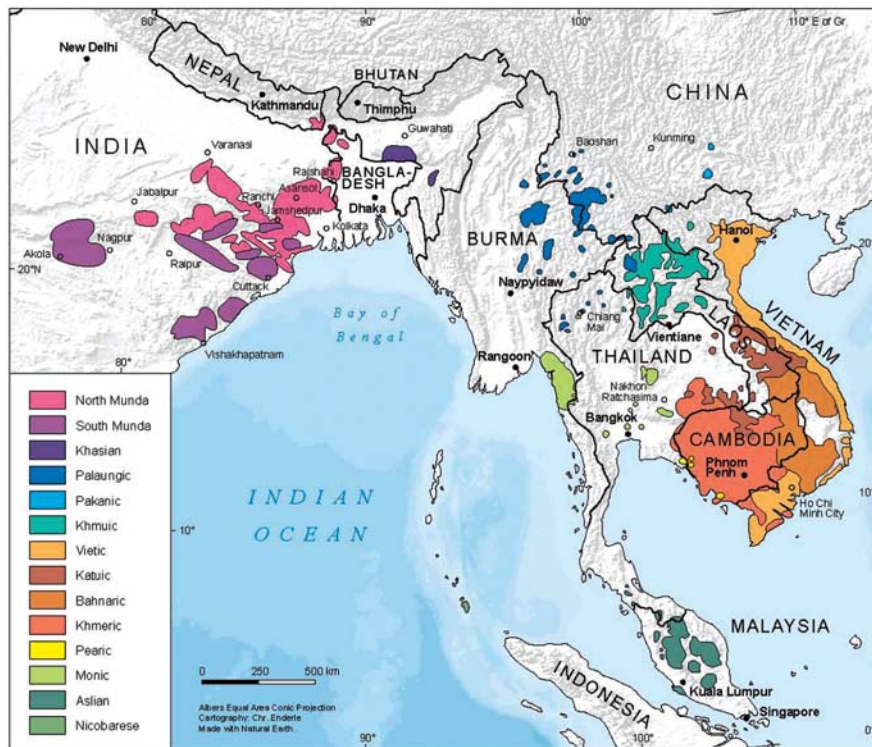 80°
90°
100°
110° E of Gr.
New Delhi
NEPAL
Kathmandu
BHUTAN
Thimphu
CHINA
Guwahati
Baoshan
Kunming
INDIA
Varanasi
Rajshahi
BANGLA-
DESH
Jabalpur
Ranchi
Asansol
Jamshedpur
Dhaka
Kolkata
Akola
Nagpur
Raipur
20°N
Cuttack
BURMA
Hanoi
20°
Naypyidaw
Bay of
Bengal
Chiang
Mai
LAOS
Vientiane
VIETNAM
80°
Vishakhapatnam
Rangoon
THAILAND
Nakhon
Ratchasima
Bangkok
CAMBODIA
Phnom
Penh
Ho Chi
Minh City
North Munda
South Munda
Khasian
Palaungic
Pakanic
Khmuic
Vietic
Katuic
Bahnaric
Khmeric
Pearic
Monic
Aslian
Nicobarese
INDIAN
OCEAN
10°
10°
MALAYSIA
0
250
500 km
Kuala Lumpur
INDONESIA
Singapore
Albers Equal Area Conic Projection
Cartography: Chr. Enderle
Made with Natural Earth.
90°
100°
0°